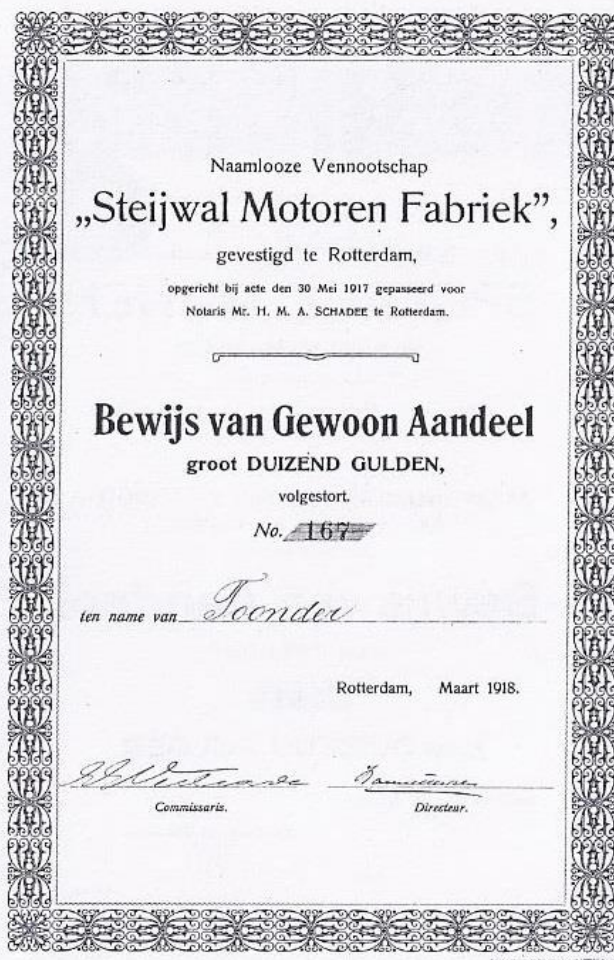 Naamlooze Vennootschap
„Steijwal Motoren Fabriek”,
gevestigd te Rotterdam,
opgericht bij acte den 30 Mei 1917 gepasseerd voor
Notaris Mr. H. M. A. SCHADEE te Rotterdam.
Bewijs van Gewoon Aandeel
groot DUIZEND GULDEN,
volgestort.
No. 167
ten name van Toonder
Rotterdam, Maart 1918.
Commissaris. Directeur.